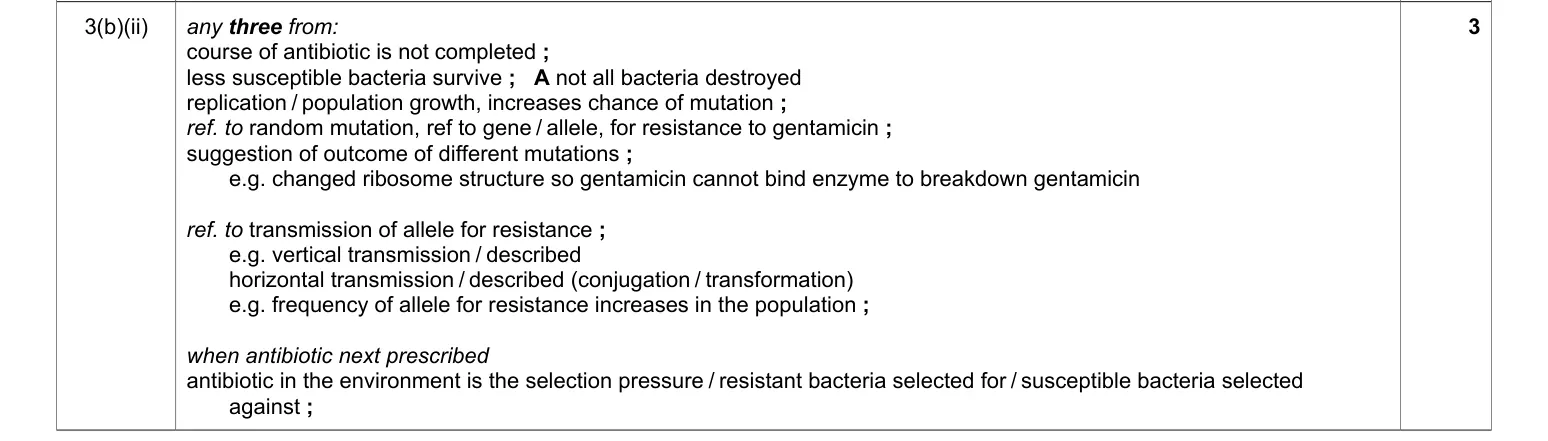 3(b)(ii) any three from: 3
course of antibiotic is not completed ;
less susceptible bacteria survive ; A not all bacteria destroyed
replication / population growth, increases chance of mutation ;
ref. to random mutation, ref to gene / allele, for resistance to gentamicin ;
suggestion of outcome of different mutations ;
e.g. changed ribosome structure so gentamicin cannot bind enzyme to breakdown gentamicin
ref. to transmission of allele for resistance ;
e.g. vertical transmission / described
horizontal transmission / described (conjugation / transformation)
e.g. frequency of allele for resistance increases in the population ;
when antibiotic next prescribed
antibiotic in the environment is the selection pressure / resistant bacteria selected for / susceptible bacteria selected
against ;